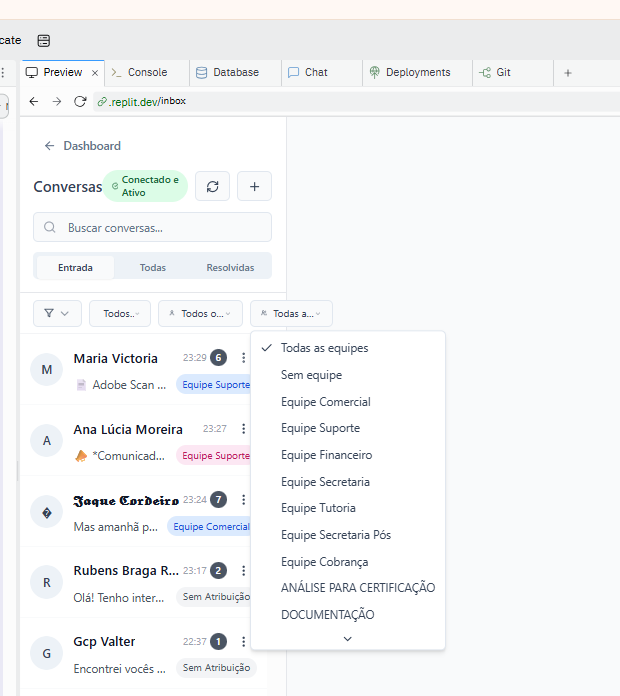 cate
Preview
Console
Database
Chat
Deployments
Git
.replit.dev/inbox
Dashboard
Conversas
Conectado e
Ativo
Buscar conversas...
Entrada
Todas
Resolvidas
Todos..
Todos o...
Todas a...
Todas as equipes
Sem equipe
Equipe Comercial
Equipe Suporte
Equipe Financeiro
Equipe Secretaria
Equipe Tutoria
Equipe Secretaria Pós
Equipe Cobrança
ANÁLISE PARA CERTIFICAÇÃO
DOCUMENTAÇÃO
M
Maria Victoria
23:29
6
Adobe Scan ...
Equipe Suporte
A
Ana Lúcia Moreira
23:27
*Comunicad...
Equipe Suporte
�
𝕵𝖆𝖖𝖚𝖊 𝕮𝖔𝖗𝖉𝖊𝖎𝖗𝖔
23:24
7
Mas amanhã p...
Equipe Comercial
R
Rubens Braga R...
23:17
2
Olá! Tenho inter...
Sem Atribuição
G
Gcp Valter
22:37
1
Encontrei vocês ...
Sem Atribuição